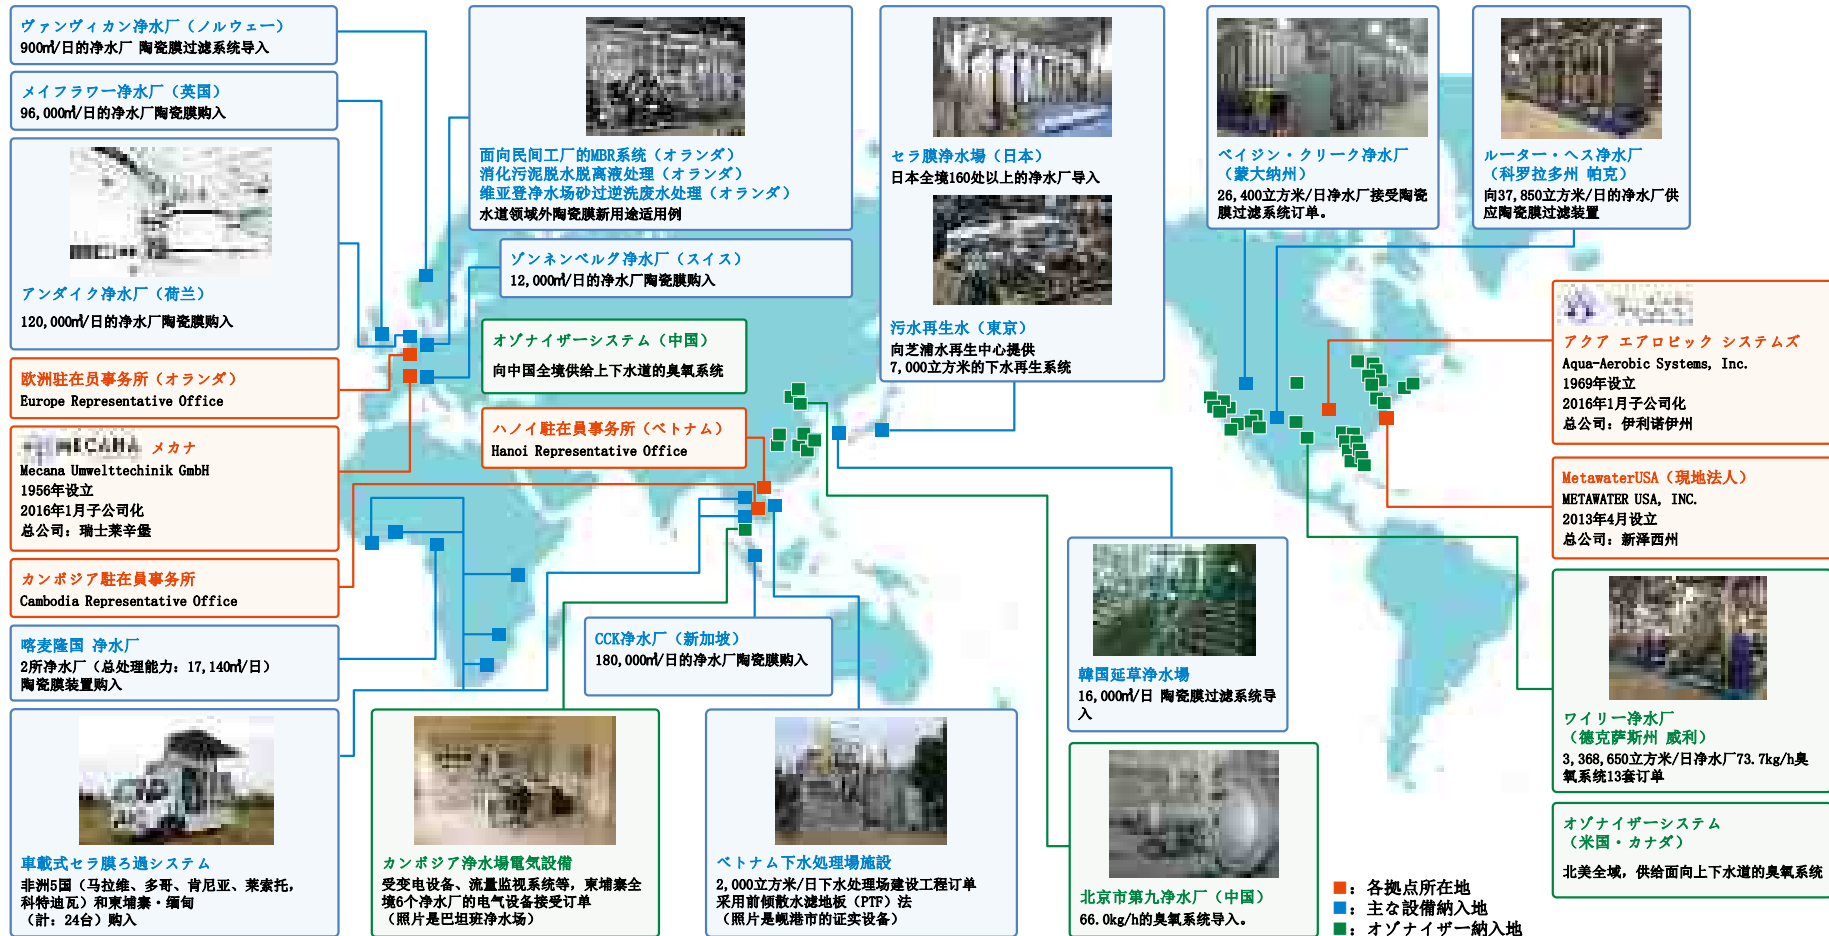 ヴァンヴィカン净水厂（ノルウェー）
900㎥/日的净水厂 陶瓷膜过滤系统导入
メイフラワー净水厂（英国）
96,000㎥/日的净水厂陶瓷膜购入
アンダイク净水厂（荷兰）
120,000㎥/日的净水厂陶瓷膜购入
欧洲駐在员事务所（オランダ）
Europe Representative Office
MECANA メカナ
Mecana Umwelttechinik GmbH
1956年设立
2016年1月子公司化
总公司: 瑞士莱辛堡
カンボジア駐在員事務所
Cambodia Representative Office
喀麦隆国 净水厂
2所净水厂（总处理能力: 17,140㎥/日）
陶瓷膜装置购入
車載式セラ膜ろ過システム
非洲5国（马拉维、多哥、肯尼亚、莱索托,
科特迪瓦）和柬埔寨・缅甸
（計: 24台）购入
面向民间工厂的MBR系统（オランダ）
消化污泥脱水脱离液处理（オランダ）
维亚登净水场砂过逆洗废水处理（オランダ）
水道领域外陶瓷膜新用途适用例
ゾンネンベルグ净水厂（スイス）
12,000㎥/日的净水厂陶瓷膜购入
オゾナイザーシステム（中国）
向中国全境供给上下水道的臭氧系统
ハノイ駐在員事務所（ベトナム）
Hanoi Representative Office
セラ膜浄水場（日本）
日本全境160处以上的净水厂导入
污水再生水（東京）
向芝浦水再生中心提供
7,000立方米的下水再生系统
ベイジン・クリーク净水厂
（蒙大纳州）
26,400立方米/日净水厂接受陶瓷
膜过滤系统订单。
ルーター・ヘス净水厂
（科罗拉多州 帕克）
向37,850立方米/日的净水厂供
应陶瓷膜过滤装置
アクア エアロビック システムズ
Aqua-Aerobic Systems, Inc.
1969年设立
2016年1月子公司化
总公司: 伊利诺伊州
MetawaterUSA（現地法人）
METAWATER USA, INC.
2013年4月设立
总公司: 新泽西州
CCK净水厂（新加坡）
180,000㎥/日的净水厂陶瓷膜购入
韓国延草浄水場
16,000㎥/日 陶瓷膜过滤系统导
入
ワイリー净水厂
（德克萨斯州 威利）
3,368,650立方米/日净水厂73.7kg/h臭
氧系统13套订单
オゾナイザーシステム
（米国・カナダ）
北美全域, 供给面向上下水道的臭氧系统
カンボジア浄水場電気設備
受变电设备、流量监视系统等, 柬埔寨全
境6个净水厂的电气设备接受订单
（照片是巴坦班净水场）
ベトナム下水処理場施設
2,000立方米/日下水处理场建设工程订单
采用前倾散水滤地板（PTF）法
（照片是岘港市的证实设备）
北京市第九净水厂（中国）
66.0kg/h的臭氧系统导入。
■: 各拠点所在地
■: 主な設備納入地
■: オゾナイザー納入地